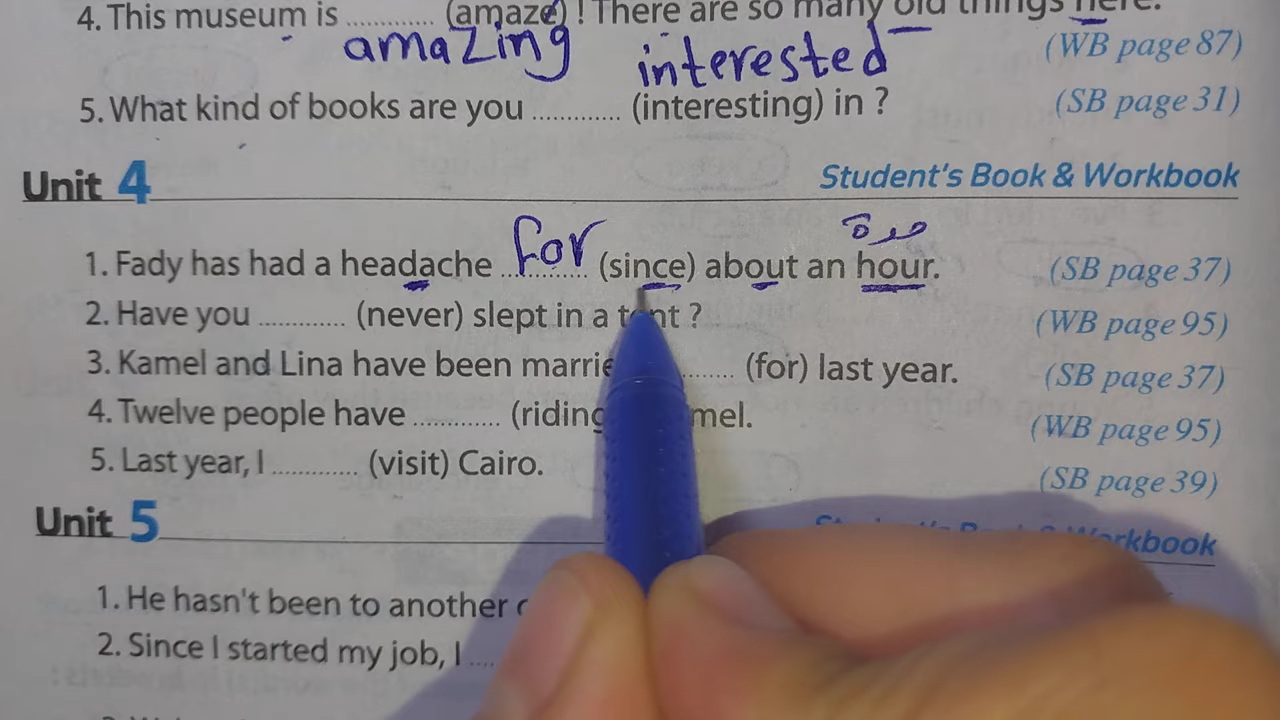 4. This museum is ............. (amaze) ! There are so many old things here.
amazing interested (WB page 87)
5. What kind of books are you ............. (interesting) in ? (SB page 31)
Unit 4 Student's Book & Workbook
for مدة
1. Fady has had a headache ............. (since) about an hour. (SB page 37)
2. Have you ............. (never) slept in a tent ? (WB page 95)
3. Kamel and Lina have been ........ (for) last year. (SB page 37)
4. Twelve people have ............. (riding (WB page 95)
5. Last year, I ............. (visit) Cairo. (SB page 39)
Unit 5
1. He hasn't been to another
2. Since I started my job, I ....